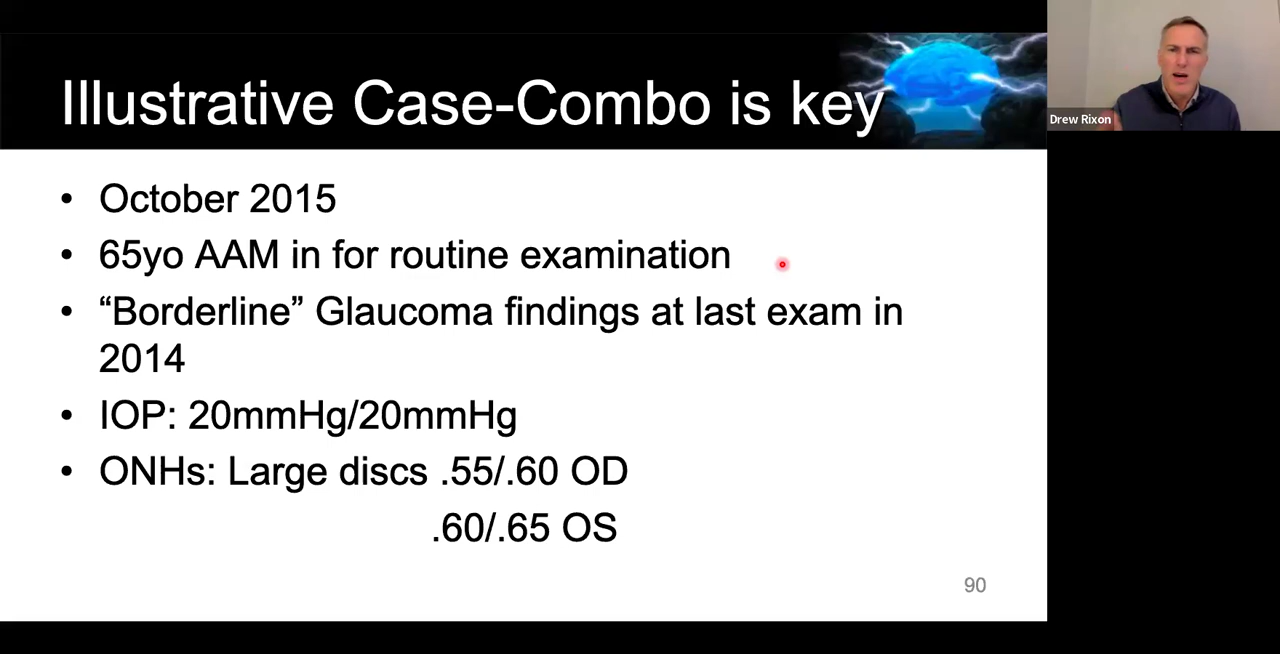 Illustrative Case-Combo is key
Drew Rixon
• October 2015
• 65yo AAM in for routine examination
• “Borderline” Glaucoma findings at last exam in
2014
• IOP: 20mmHg/20mmHg
• ONHs: Large discs .55/.60 OD
.60/.65 OS
90